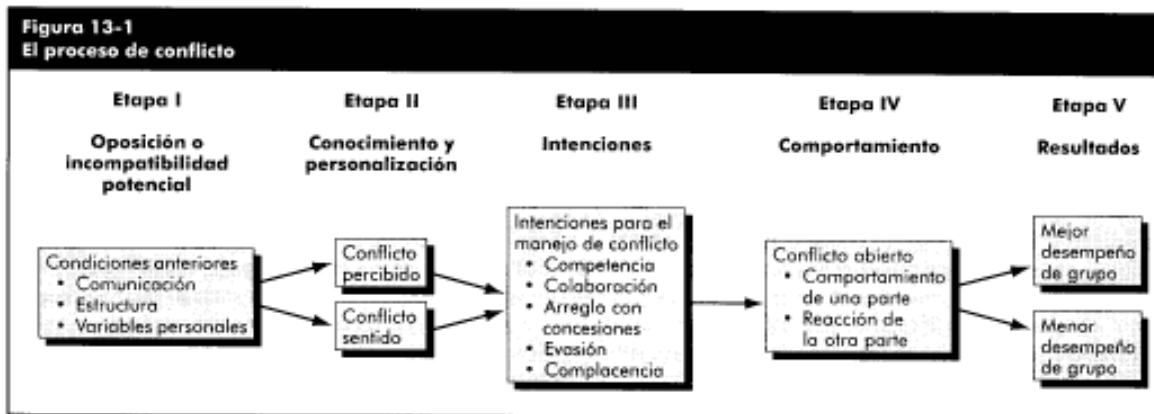 Figura 13-1
El proceso de conflicto
Etapa I
Oposición o
incompatibilidad
potencial
Etapa II
Conocimiento y
personalización
Etapa III
Intenciones
Etapa IV
Comportamiento
Etapa V
Resultados
Condiciones anteriores
• Comunicación
• Estructura
• Variables personales
Conflicto
percibido
Conflicto
sentido
Intenciones para el
manejo de conflicto
• Competencia
• Colaboración
• Arreglo con
concesiones
• Evasión
• Complacencia
Conflicto abierto
• Comportamiento
de una parte
• Reacción de
la otra parte
Mejor
desempeño
de grupo
Menor
desempeño
de grupo